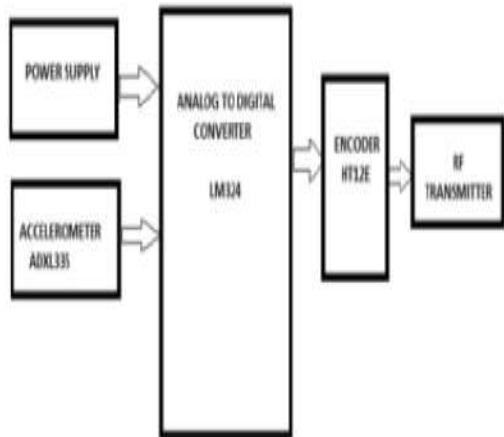 POWER SUPPLY
ACCELEROMETER
ADXL335
ANALOG TO DIGITAL
CONVERTER
LM324
ENCODER
HT12E
RF
TRANSMITTER